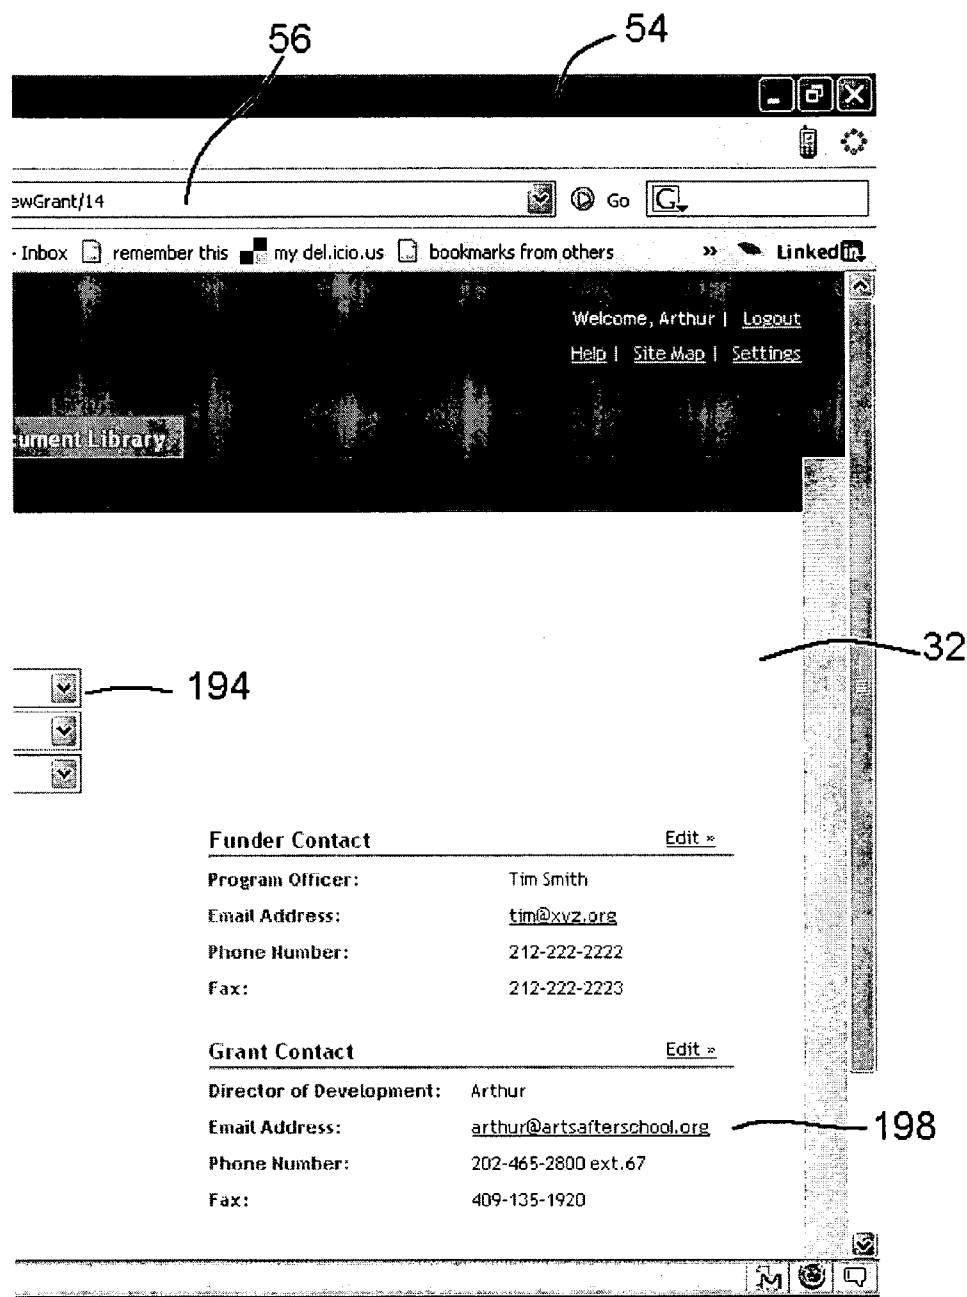 56
54
ewGrant/14
Go
G
- Inbox remember this my del.icio.us bookmarks from others » Linked in
Welcome, Arthur | Logout
Help | Site Map | Settings
cument Library
32
194
Funder Contact Edit »
Program Officer: Tim Smith
Email Address: tim@xyz.org
Phone Number: 212-222-2222
Fax: 212-222-2223
Grant Contact Edit »
Director of Development: Arthur
Email Address: arthur@artsafterschool.org
198
Phone Number: 202-465-2800 ext.67
Fax: 409-135-1920
M